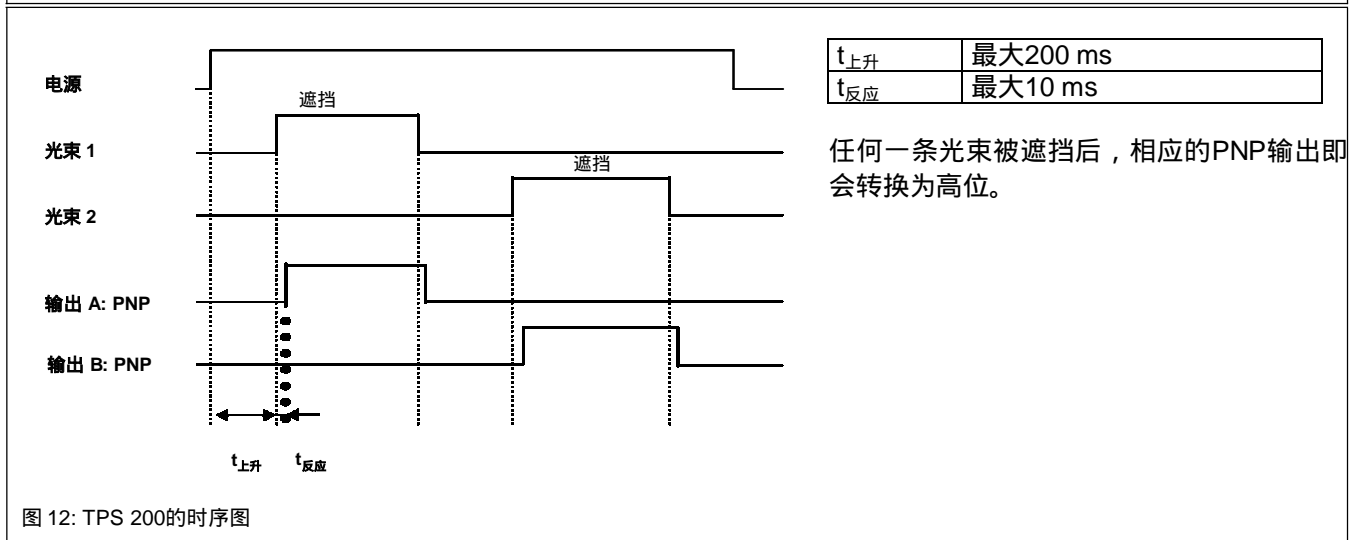 电源
遮挡
光束 1
遮挡
光束 2
输出 A: PNP
输出 B: PNP
t上升 t反应
t上升 最大200 ms
t反应 最大10 ms
任何一条光束被遮挡后，相应的PNP输出即
会转换为高位。
图 12: TPS 200的时序图